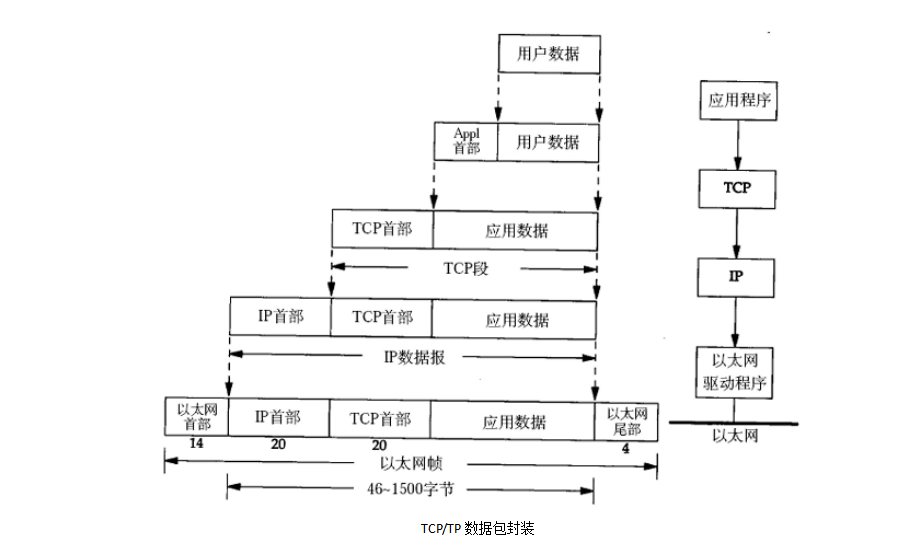 用户数据
应用程序
Appl
首部
用户数据
TCP
TCP首部
应用数据
TCP段
IP
IP首部
TCP首部
应用数据
IP数据报
以太网
驱动程序
以太网
首部
IP首部
TCP首部
应用数据
以太网
尾部
以太网
14
20
20
4
以太网帧
46~1500字节
TCP/TP 数据包封装